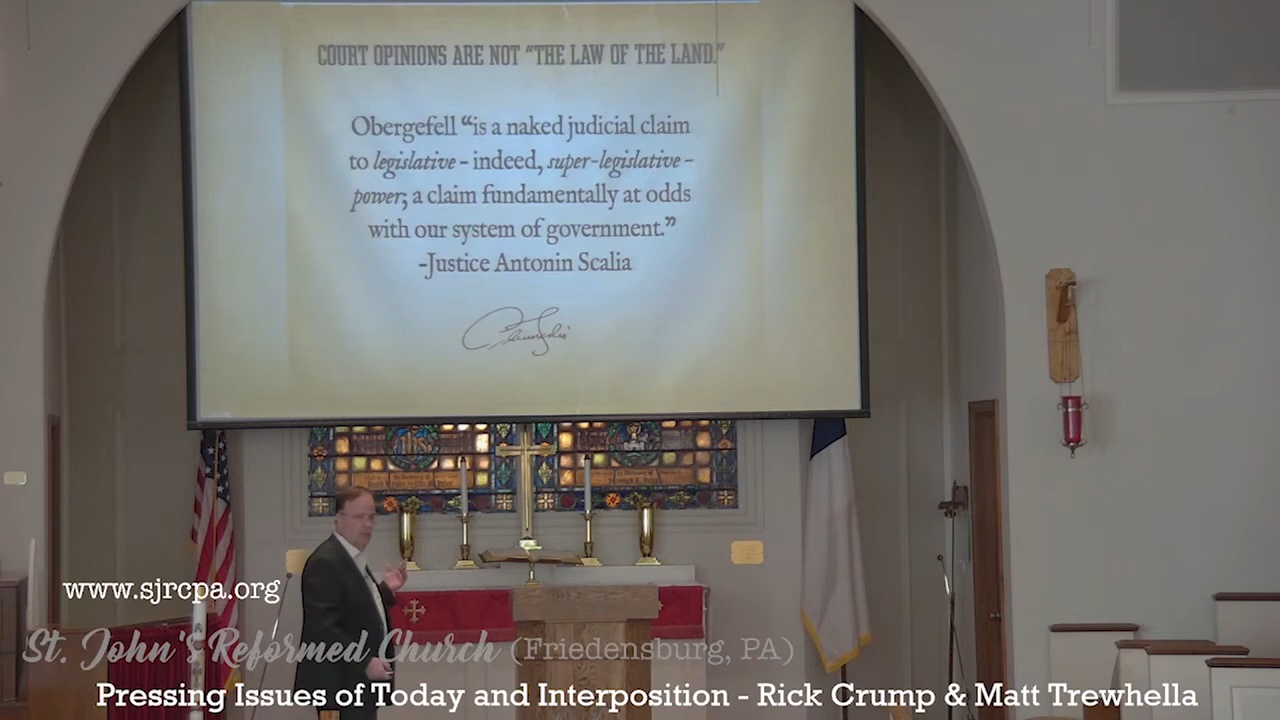 COURT OPINIONS ARE NOT "THE LAW OF THE LAND."
Obergefell “is a naked judicial claim
to legislative - indeed, super-legislative -
power; a claim fundamentally at odds
with our system of government.”
-Justice Antonin Scalia
www.sjrcpa.org
St. John's Reformed Church (Friedensburg, PA)
Pressing Issues of Today and Interposition - Rick Crump & Matt Trewhella